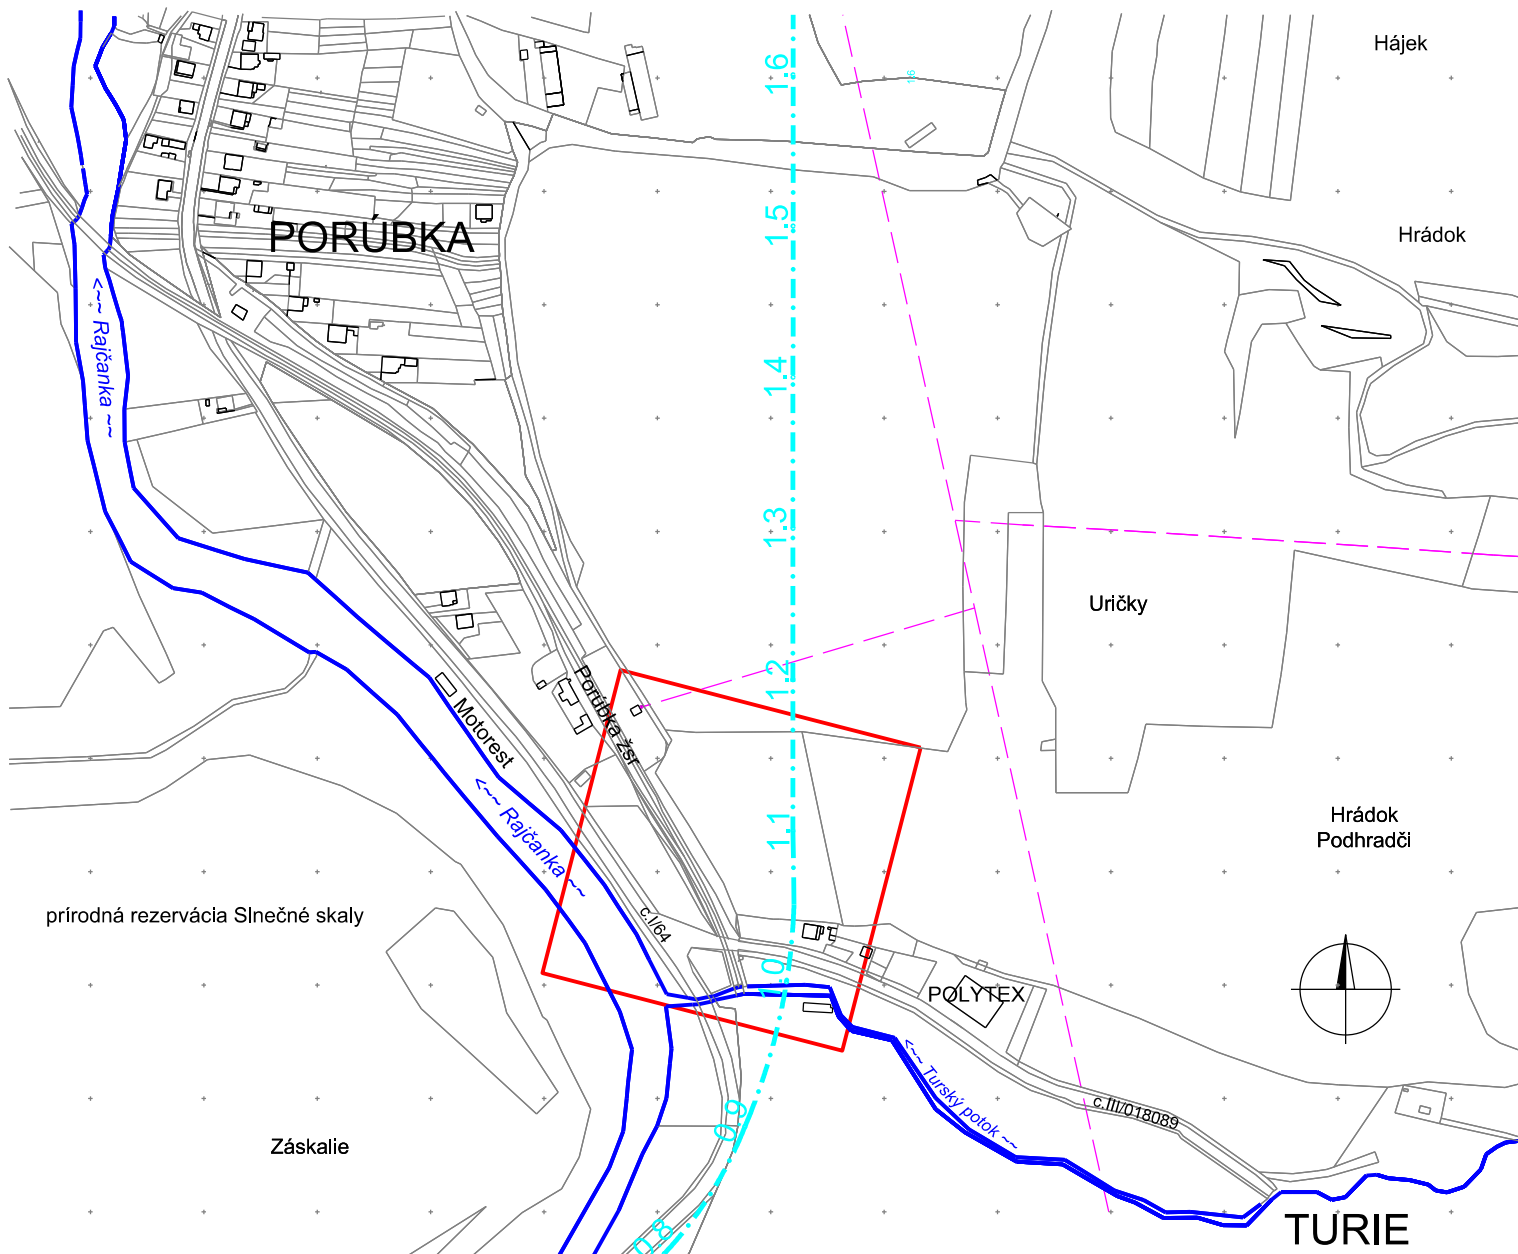 Hájek
1.6
166
PORÚBKA
1.5
Hrádok
<~~ Rajčanka ~~
1.4
1.3
Uričky
1.2
Porúbka žsr
Motorest
<~~ Rajčanka ~~
1.1
Hrádok
Podhradči
prírodná rezervácia Slnečné skaly
c.I/64
1.0
POLYTEX
<~~ Turský potok ~~
c.III/018089
0.9
Záskalie
0.8
TURIE